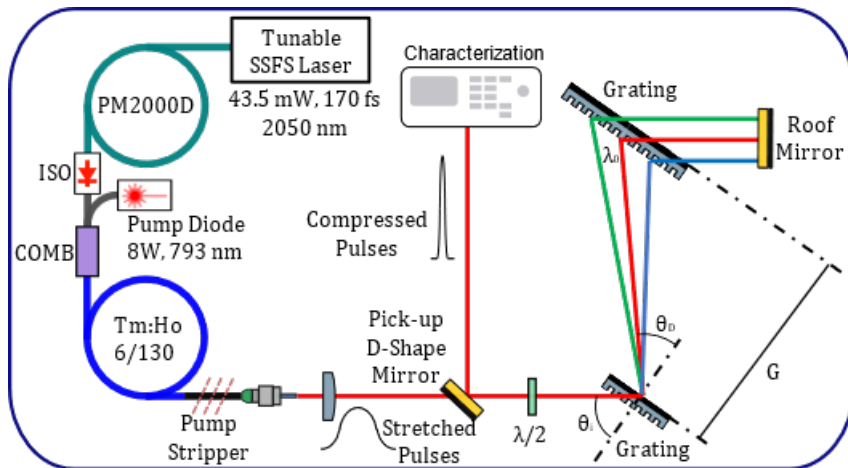 Tunable
SSFS Laser
43.5 mW, 170 fs
2050 nm
PM2000D
ISO
Pump Diode
8W, 793 nm
COMB
Tm:Ho
6/130
Pump
Stripper
Characterization
Compressed
Pulses
Pick-up
D-Shape
Mirror
Stretched
Pulses
λ/2
Grating
λ₀
Roof
Mirror
θ_D
G
θ_i
Grating